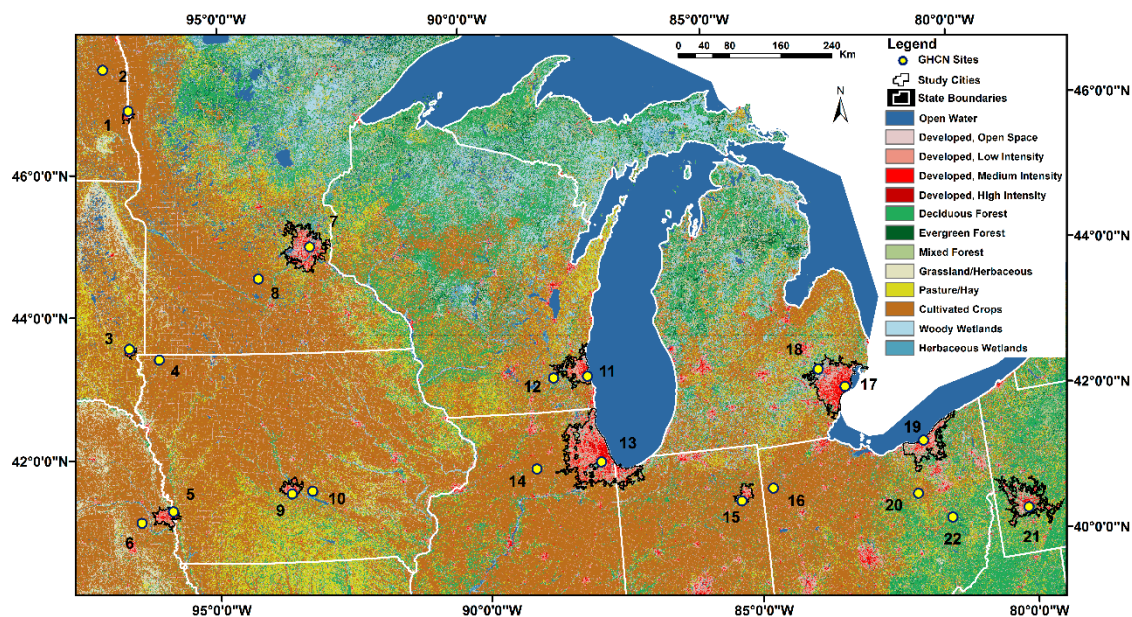 95°0'0"W
90°0'0"W
85°0'0"W
80°0'0"W
0 40 80 160 240
Km
N
Legend
GHCN Sites
Study Cities
State Boundaries
Open Water
Developed, Open Space
Developed, Low Intensity
Developed, Medium Intensity
Developed, High Intensity
Deciduous Forest
Evergreen Forest
Mixed Forest
Grassland/Herbaceous
Pasture/Hay
Cultivated Crops
Woody Wetlands
Herbaceous Wetlands
46°0'0"N
44°0'0"N
42°0'0"N
46°0'0"N
44°0'0"N
42°0'0"N
40°0'0"N
2
1
7
8
3
4
5
6
9
10
11
12
13
14
15
16
18
17
19
20
21
22
95°0'0"W
90°0'0"W
85°0'0"W
80°0'0"W